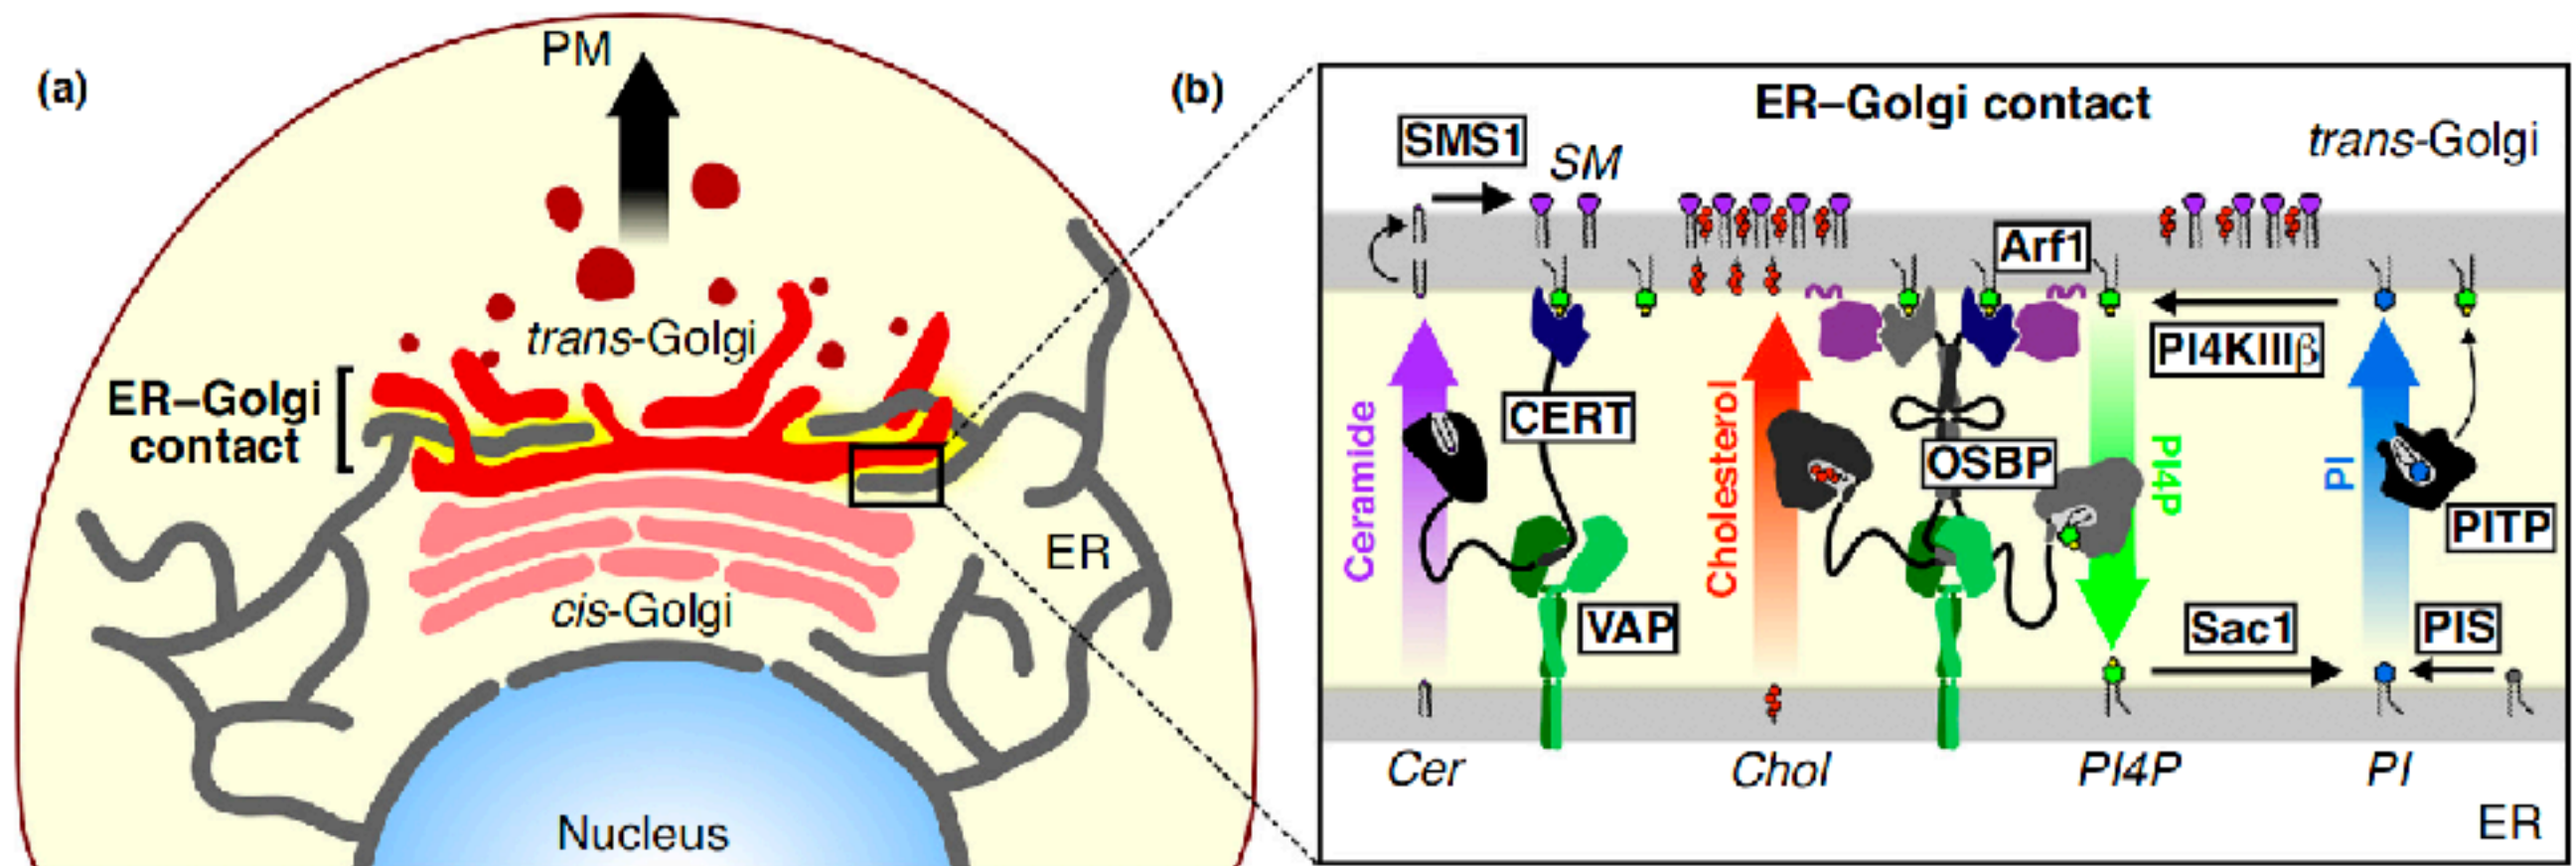 (a)
PM
trans-Golgi
ER–Golgi
contact
ER
cis-Golgi
Nucleus
(b)
ER–Golgi contact
trans-Golgi
SMS1
SM
Arf1
PI4KIIIβ
CERT
Ceramide
Cholesterol
OSBP
PI4P
PI
PITP
VAP
Sac1
PIS
Cer
Chol
PI4P
PI
ER